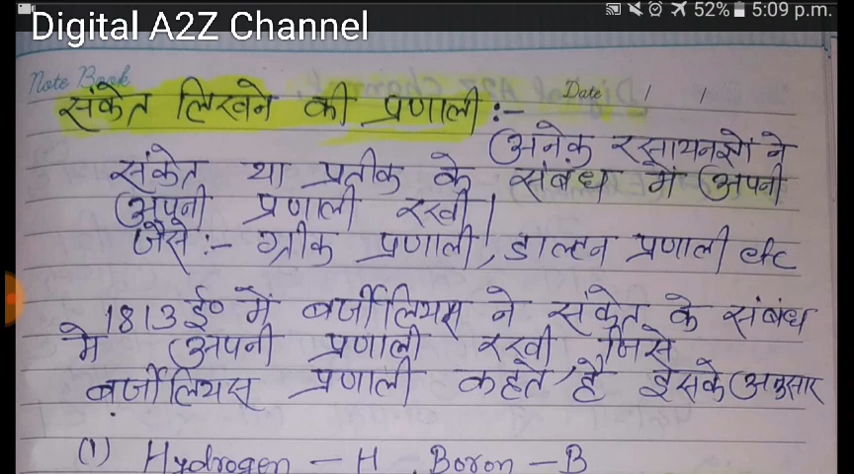 52% 5:09 p.m.
Digital A2Z Channel
Note Book
Date / /
संकेत लिखने की प्रणाली :-
अनेक रसायनज्ञो ने
संकेत या प्रतीक के संबंध में अपनी
अपनी प्रणाली रखी |
जैसे :- ग्रीक प्रणाली, डाल्टन प्रणाली etc
1813 ई० में बर्जीलियस ने संकेत के संबंध
मे अपनी प्रणाली रखी जिसे
बर्जीलियस प्रणाली कहते है इसके अनुसार
(1) Hydrogen - H , Boron - B